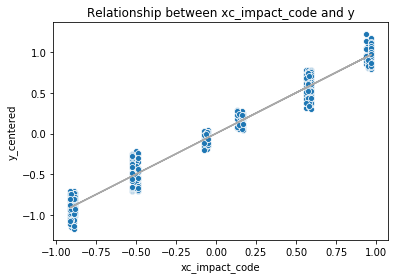 Relationship between xc_impact_code and y
y_centered
1.0
0.5
0.0
−0.5
−1.0
−1.00 −0.75 −0.50 −0.25 0.00 0.25 0.50 0.75 1.00
xc_impact_code